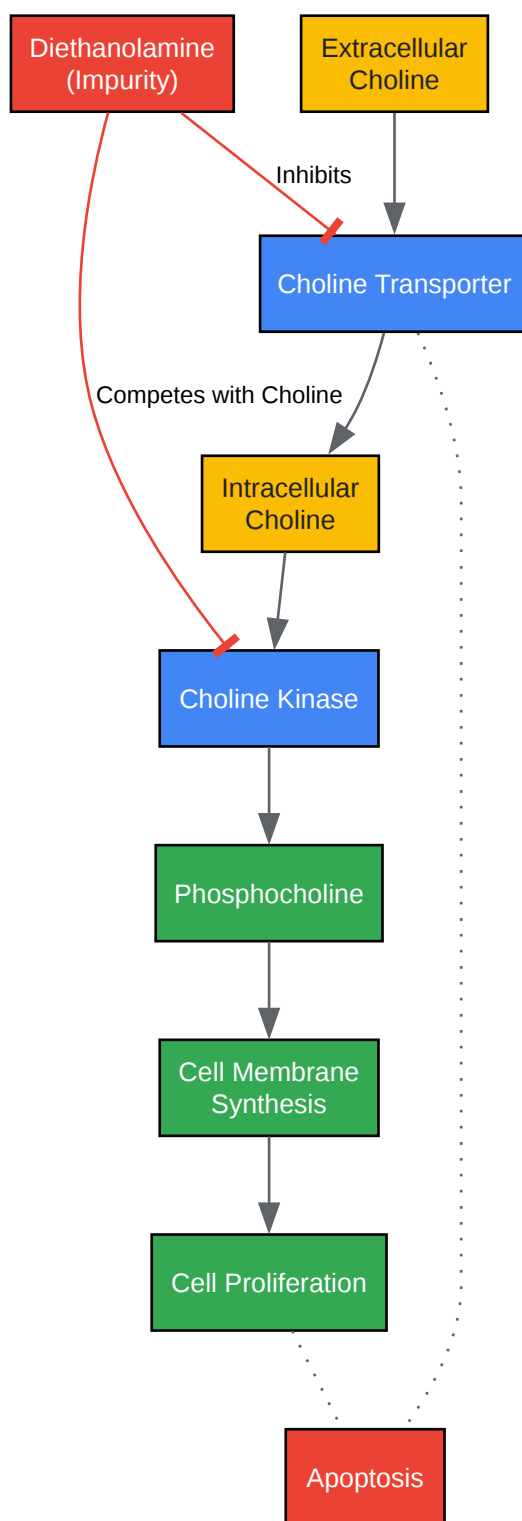 Diethanolamine
(Impurity)
Extracellular
Choline
Inhibits
Choline Transporter
Competes with Choline
Intracellular
Choline
Choline Kinase
Phosphocholine
Cell Membrane
Synthesis
Cell Proliferation
Apoptosis